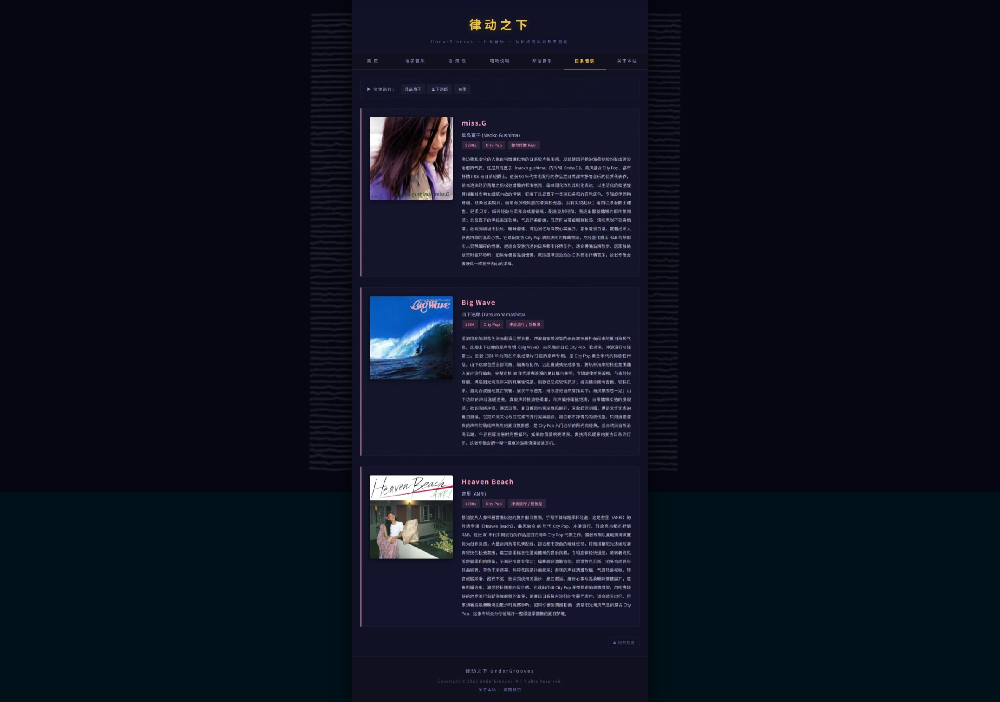 律动之下
UnderGrooves · 日系音乐 — 从昭和海风到都市暮色
首 页
电子音乐
摇 滚 乐
嘻哈说唱
华语音乐
日系音乐
关于本站
▶ 快速跳转：
具岛直子
山下达郎
杏里
naoko gushima miss.G
miss.G
具岛直子 (Naoko Gushima)
1990s
City Pop
都市抒情 R&B
海边柔和虚化的人像自带慵懒松弛的日系胶片氛围感，发丝随风轻扬的温柔侧脸勾勒出清淡
治愈的气质，这是具岛直子（naoko gushima）的专辑《miss.G》，曲风融合 City Pop、都市
抒情 R&B 与日系轻爵士。这张 90 年代末期发行的作品是日式都市抒情音乐的优质代表作，
贴合泡沫经济落幕之后松弛慵懒的都市氛围，编曲弱化浓烈戏剧化表达，以生活化的松弛旋
律描摹城市男女细腻内敛的情愫，延续了具岛直子一贯温润柔和的音乐底色。专辑旋律流畅
舒缓，线条轻柔婉转，自带海滨晚风般的清爽松弛感，没有尖锐起伏；编曲以顺滑爵士键
盘、轻柔贝斯、细碎轻鼓与柔和合成器铺底，配器克制轻薄，营造出朦胧慵懒的都市氛围
感；具岛直子的声线温润软糯，气息轻柔舒缓，低音区自带细腻颗粒感，演唱克制不刻意煽
情；歌词围绕城市独处、暧昧情愫、海边回忆与深夜心事展开，意象清淡日常，藏着成年人
含蓄内敛的温柔心事。它跳出复古 City Pop 浓烈热闹的舞曲框架，用轻量化爵士 R&B 勾勒都
市人安静细碎的情绪，是适合安静沉浸的日系都市抒情佳作。适合傍晚沿海散步、居家独处
放空时循环聆听，如果你偏爱温润慵懒、氛围感清淡治愈的日系都市抒情音乐，这张专辑会
像晚风一样抚平内心的浮躁。
Big Wave
Big Wave
山下达郎 (Tatsuro Yamashita)
1984
City Pop
冲浪流行 / 软摇滚
澄澈饱和的湛蓝色海面翻涌巨型浪卷，冲浪者穿梭浪管的画面裹挟着扑面而来的夏日海风气
息，这是山下达郎的原声专辑《Big Wave》，曲风融合日式 City Pop、软摇滚、冲浪流行与轻
爵士。这张 1984 年为同名冲浪纪录片打造的原声专辑，是 City Pop 黄金年代的标志性作
品，山下达郎包揽全部词曲、编曲与制作，远赴夏威夷完成录音，将热带海岸的松弛氛围融
入复古流行编曲，完整定格 80 年代清爽浪漫的夏日都市美学。专辑旋律明亮流畅，节奏轻快
舒展，满是阳光海浪带来的舒展愉悦感，副歌记忆点轻快抓耳；编曲糅合顺滑吉他、轻快贝
斯、温润合成器与复古铜管，层次干净透亮，海浪音效自然穿插其中，海滨氛围感十足；山
下达郎的声线温暖透亮，真假声转换流畅柔和，和声编排细腻饱满，自带慵懒松弛的度假
感；歌词围绕冲浪、海滨日落、夏日邂逅与海岸晚风展开，意象鲜活明媚，满是无忧无虑的
夏日浪漫。它把冲浪文化与日式都市流行完美融合，褪去都市抒情的内敛伤感，只用通透清
爽的声响勾勒纯粹热烈的夏日氛围感，是 City Pop 入门必听的阳光向经典。适合晴天自驾沿
海公路、午后居家消暑时完整循环，如果你偏爱明亮清爽、裹挟海风暖意的复古日系流行
乐，这张专辑会把一整个盛夏的温柔浪漫装进耳机。
Heaven Beach
ANRI
Heaven Beach
杏里 (ANRI)
1980s
City Pop
冲浪流行 / 轻放克
楼道胶片人像带着慵懒松弛的复古假日氛围，手写字体标题柔和轻盈，这是杏里（ANRI）的
经典专辑《Heaven Beach》，曲风融合 80 年代 City Pop、冲浪流行、轻放克与都市抒情
R&B。这张 80 年代中期发行的作品是日式海岸 City Pop 代表之作，整张专辑以夏威夷海滨度
假为创作灵感，大量运用热带风情配器，褪去都市夜曲的暧昧忧郁，转而描摹阳光沙滩般清
爽轻快的松弛氛围，奠定杏里标志性甜美慵懒的音乐风格。专辑旋律轻快通透，流转着海风
般舒展柔和的线条，节奏轻快富有律动；编曲融合清脆吉他、顺滑放克贝斯、明亮合成器与
轻盈铜管，音色干净透亮，热带氛围感扑面而来；杏里的声线清甜软糯，气息轻盈松弛，转
音细腻顺滑，甜而不腻；歌词围绕海滨漫步、夏日邂逅、度假心事与温柔暧昧情愫展开，意
象明媚治愈，满是轻松惬意的假日感。它跳出传统 City Pop 深夜都市的叙事框架，用明亮轻
快的放克流行勾勒海岸度假的浪漫，是夏日日系复古流行的宝藏代表作。适合晴天出行、居
家消暑或是傍晚海边散步时完整聆听，如果你偏爱清甜松弛、满是阳光海风气息的复古 City
Pop，这张专辑会为你铺展开一整段温柔慵懒的夏日梦境。
▲ 回到顶部
律动之下 UnderGrooves
Copyright © 2026 UnderGrooves. All Rights Reserved.
关于本站 · 返回首页